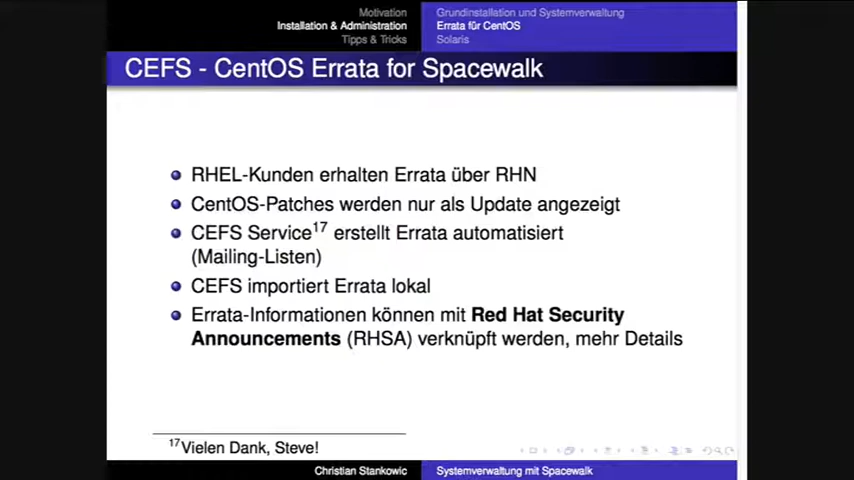 Motivation
Installation & Administration
Tipps & Tricks
Grundinstallation und Systemverwaltung
Errata für CentOS
Solaris
CEFS - CentOS Errata for Spacewalk
RHEL-Kunden erhalten Errata über RHN
CentOS-Patches werden nur als Update angezeigt
CEFS Service17 erstellt Errata automatisiert
(Mailing-Listen)
CEFS importiert Errata lokal
Errata-Informationen können mit Red Hat Security
Announcements (RHSA) verknüpft werden, mehr Details
17Vielen Dank, Steve!
Christian Stankowic
Systemverwaltung mit Spacewalk